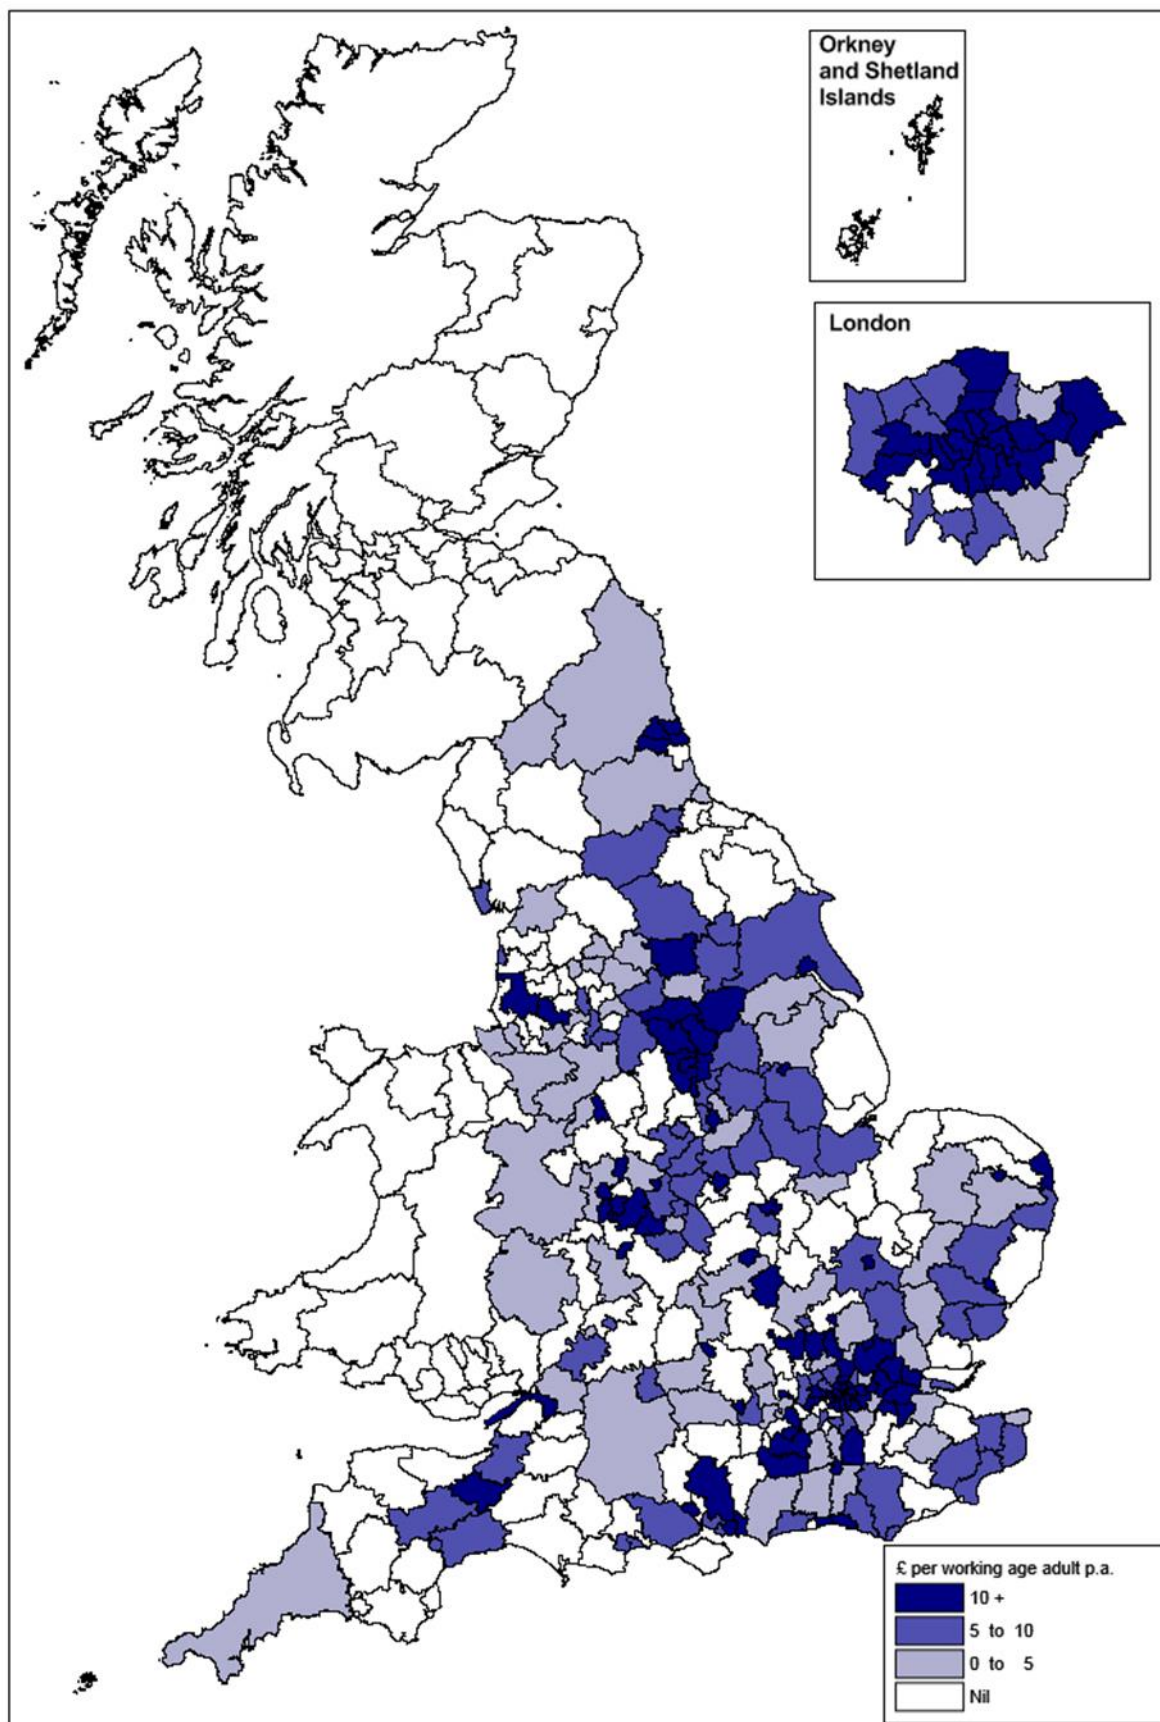 Orkney
and Shetland
Islands
London
£ per working age adult p.a.
10 +
5 to 10
0 to 5
Nil